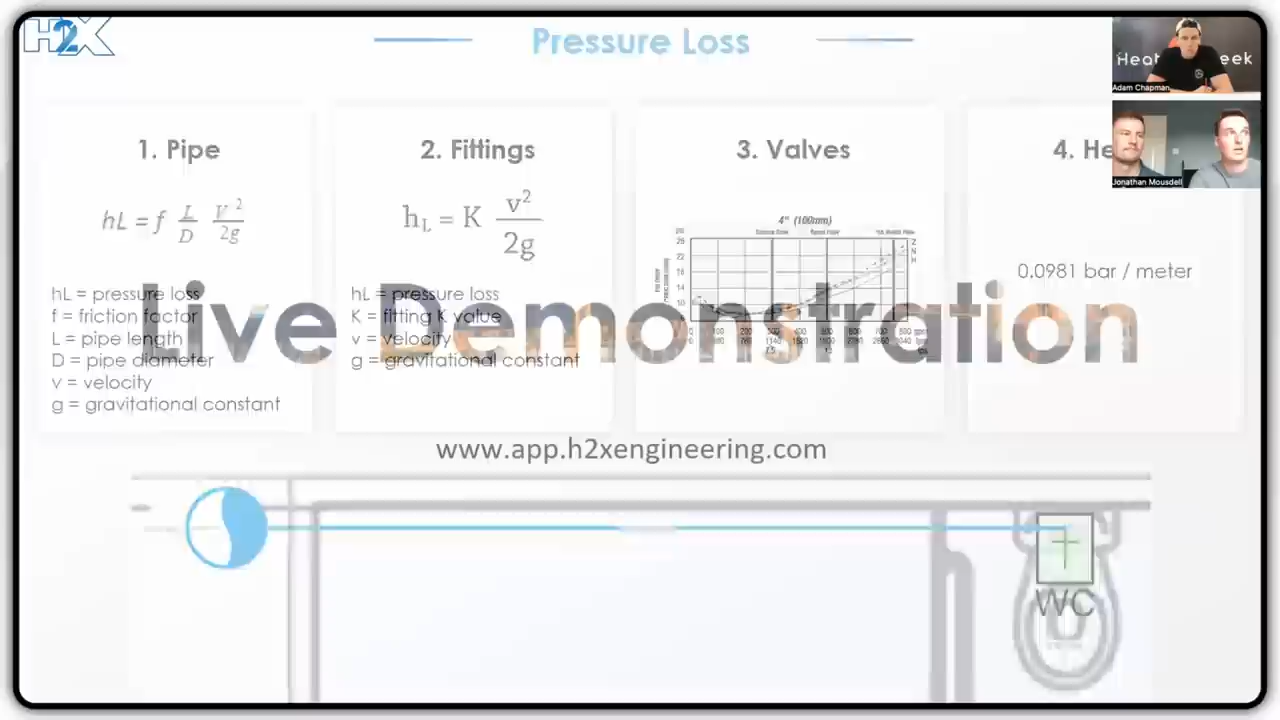 H2X
Pressure Loss
Heat
eek
Adam Chapman
Jonathan Mousdell
1. Pipe
hL = f L/D V²/2g
hL = pressure loss
f = friction factor
L = pipe length
D = pipe diameter
v = velocity
g = gravitational constant
2. Fittings
hL = K v²/2g
hL = pressure loss
K = fitting K value
v = velocity
g = gravitational constant
3. Valves
4" (100mm)
4. He
0.0981 bar / meter
Live Demonstration
www.app.h2xengineering.com
WC